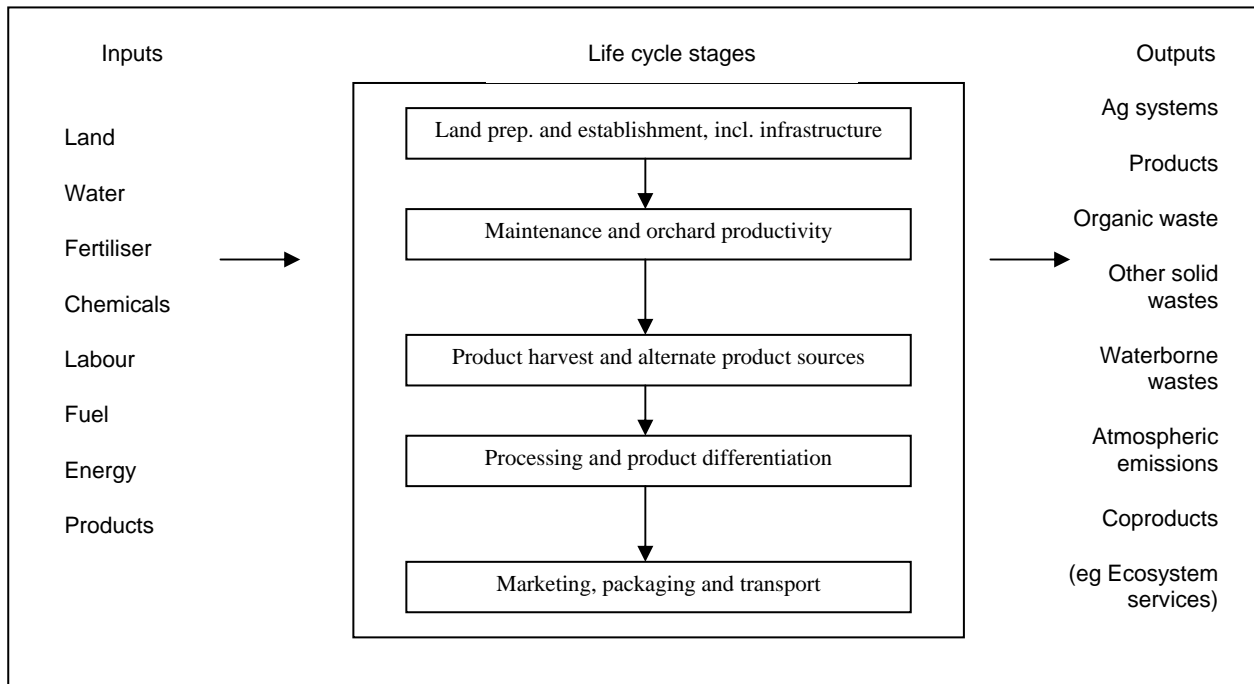 Inputs
Life cycle stages
Outputs
Land
Water
Fertiliser
Chemicals
Labour
Fuel
Energy
Products
Land prep. and establishment, incl. infrastructure
Maintenance and orchard productivity
Product harvest and alternate product sources
Processing and product differentiation
Marketing, packaging and transport
Ag systems
Products
Organic waste
Other solid
wastes
Waterborne
wastes
Atmospheric
emissions
Coproducts
(eg Ecosystem
services)